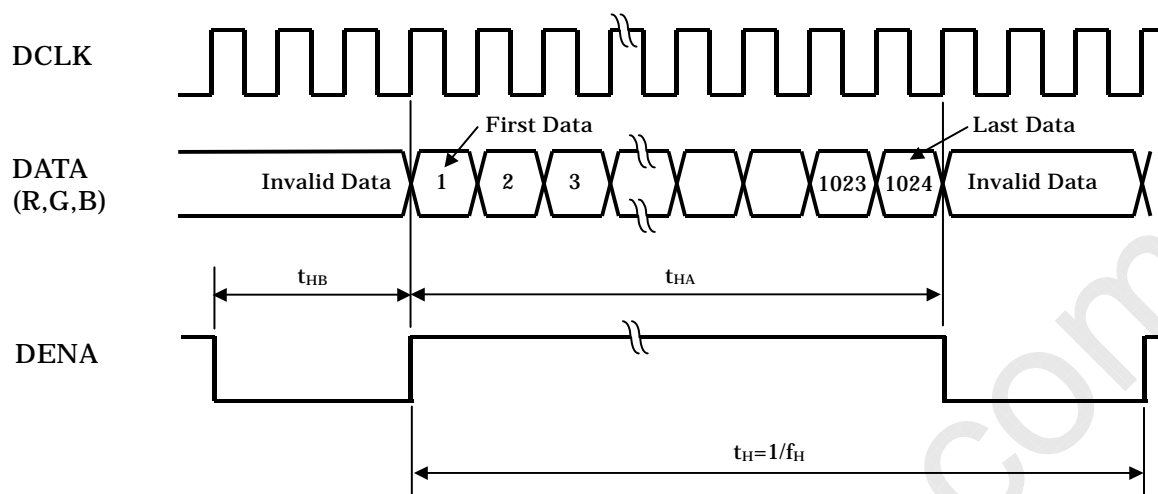 DCLK
First Data
Last Data
DATA
(R,G,B)
Invalid Data
1
2
3
1023
1024
Invalid Data
tHB
tHA
DENA
tH=1/fH
com